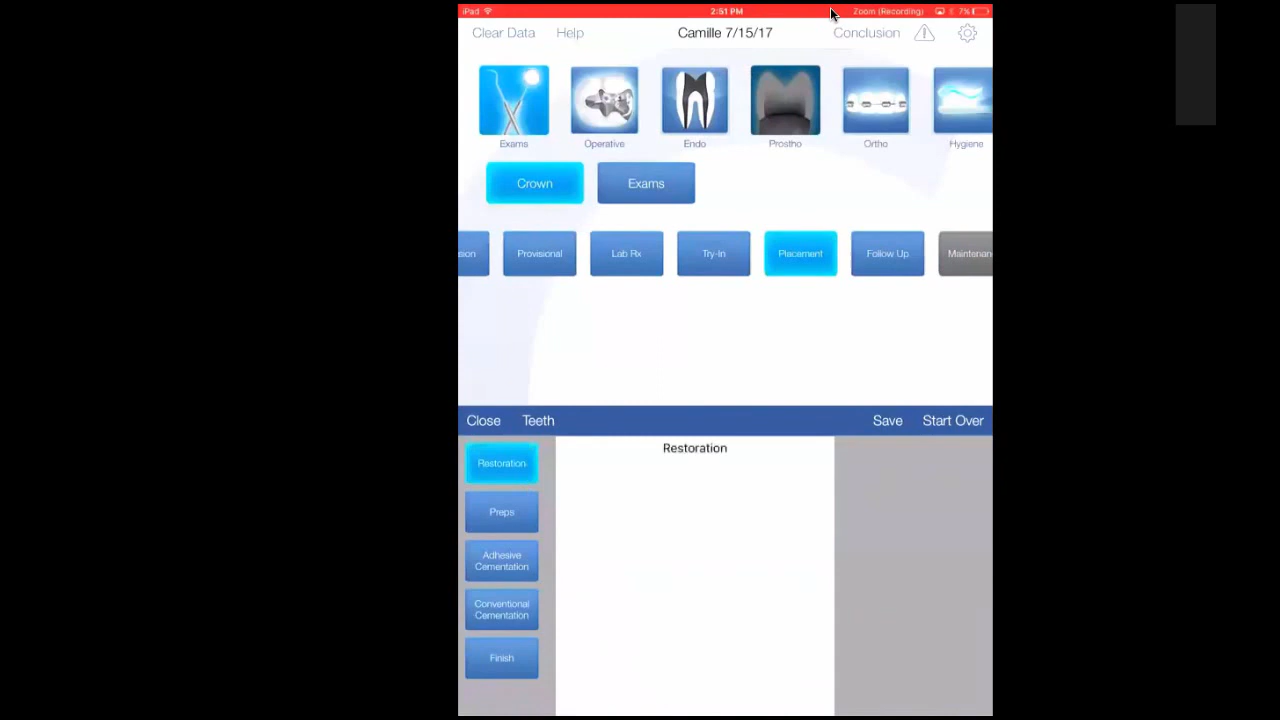 iPad 2:51 PM Zoom (Recording) 7%
Clear Data Help Camille 7/15/17 Conclusion
Exams Operative Endo Prostho Ortho Hygiene
Crown Exams
sion Provisional Lab Rx Try-In Placement Follow Up Maintenan
Close Teeth Save Start Over
Restoration
Restoration
Preps
Adhesive
Cementation
Conventional
Cementation
Finish